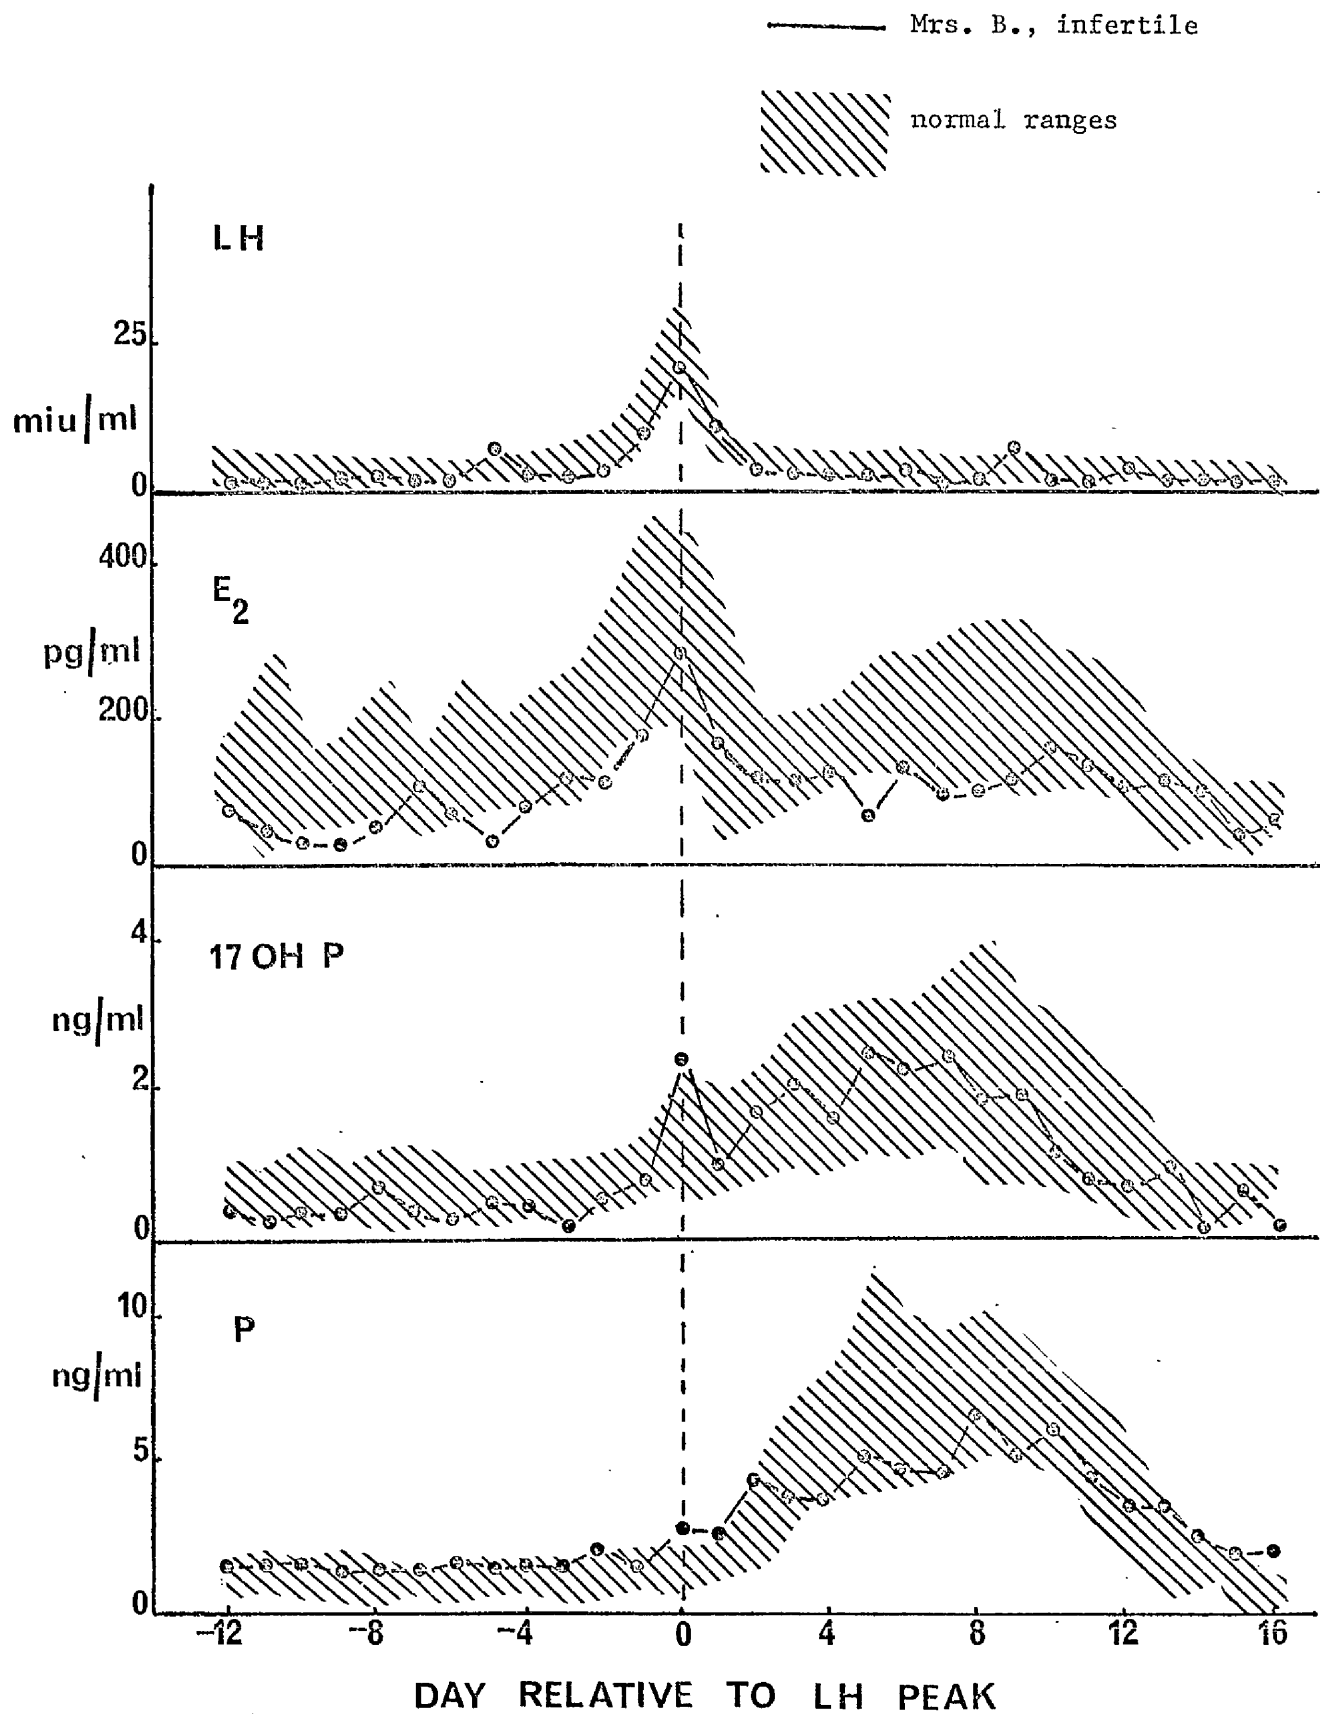 Mrs. B., infertile
normal ranges
LH
25
miu/ml
0
400
E2
pg/ml
200
0
4
17 OH P
ng/ml
2
0
10
P
ng/ml
5
0
-12 -8 -4 0 4 8 12 16
DAY RELATIVE TO LH PEAK